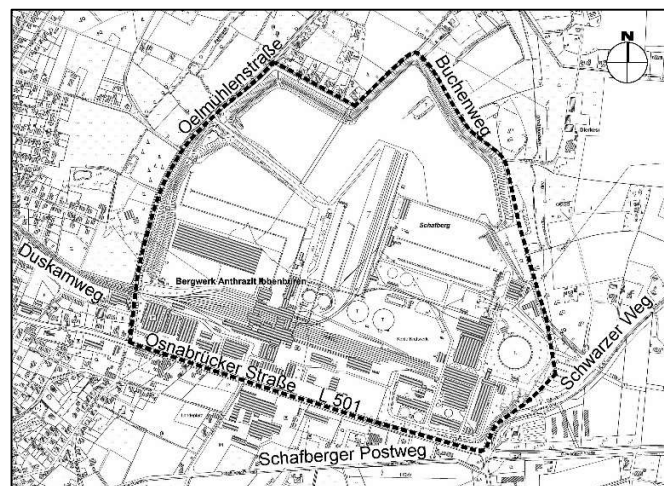 N
Oelmühlenstraße
Buchenweg
Schafberg
Duskamweg
Bergwerk Anthrazit Ibbenbüren
Osnabrücker Straße L 501
Schwarzer Weg
Schafberger Postweg